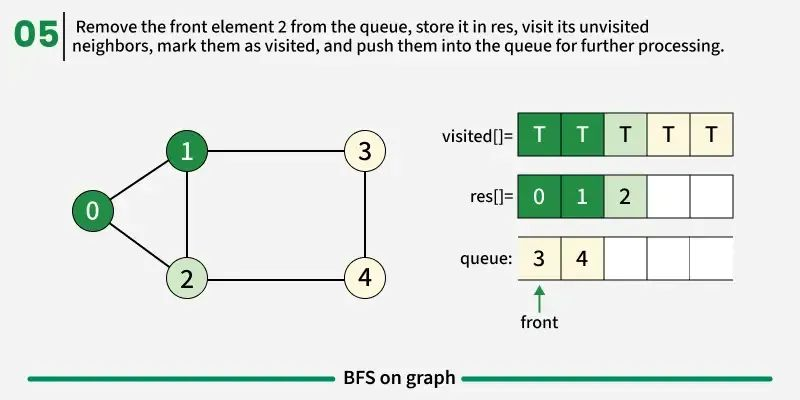 05
Remove the front element 2 from the queue, store it in res, visit its unvisited
neighbors, mark them as visited, and push them into the queue for further processing.
1
3
0
2
4
visited[]= T T T T T
res[]= 0 1 2
queue: 3 4
front
BFS on graph